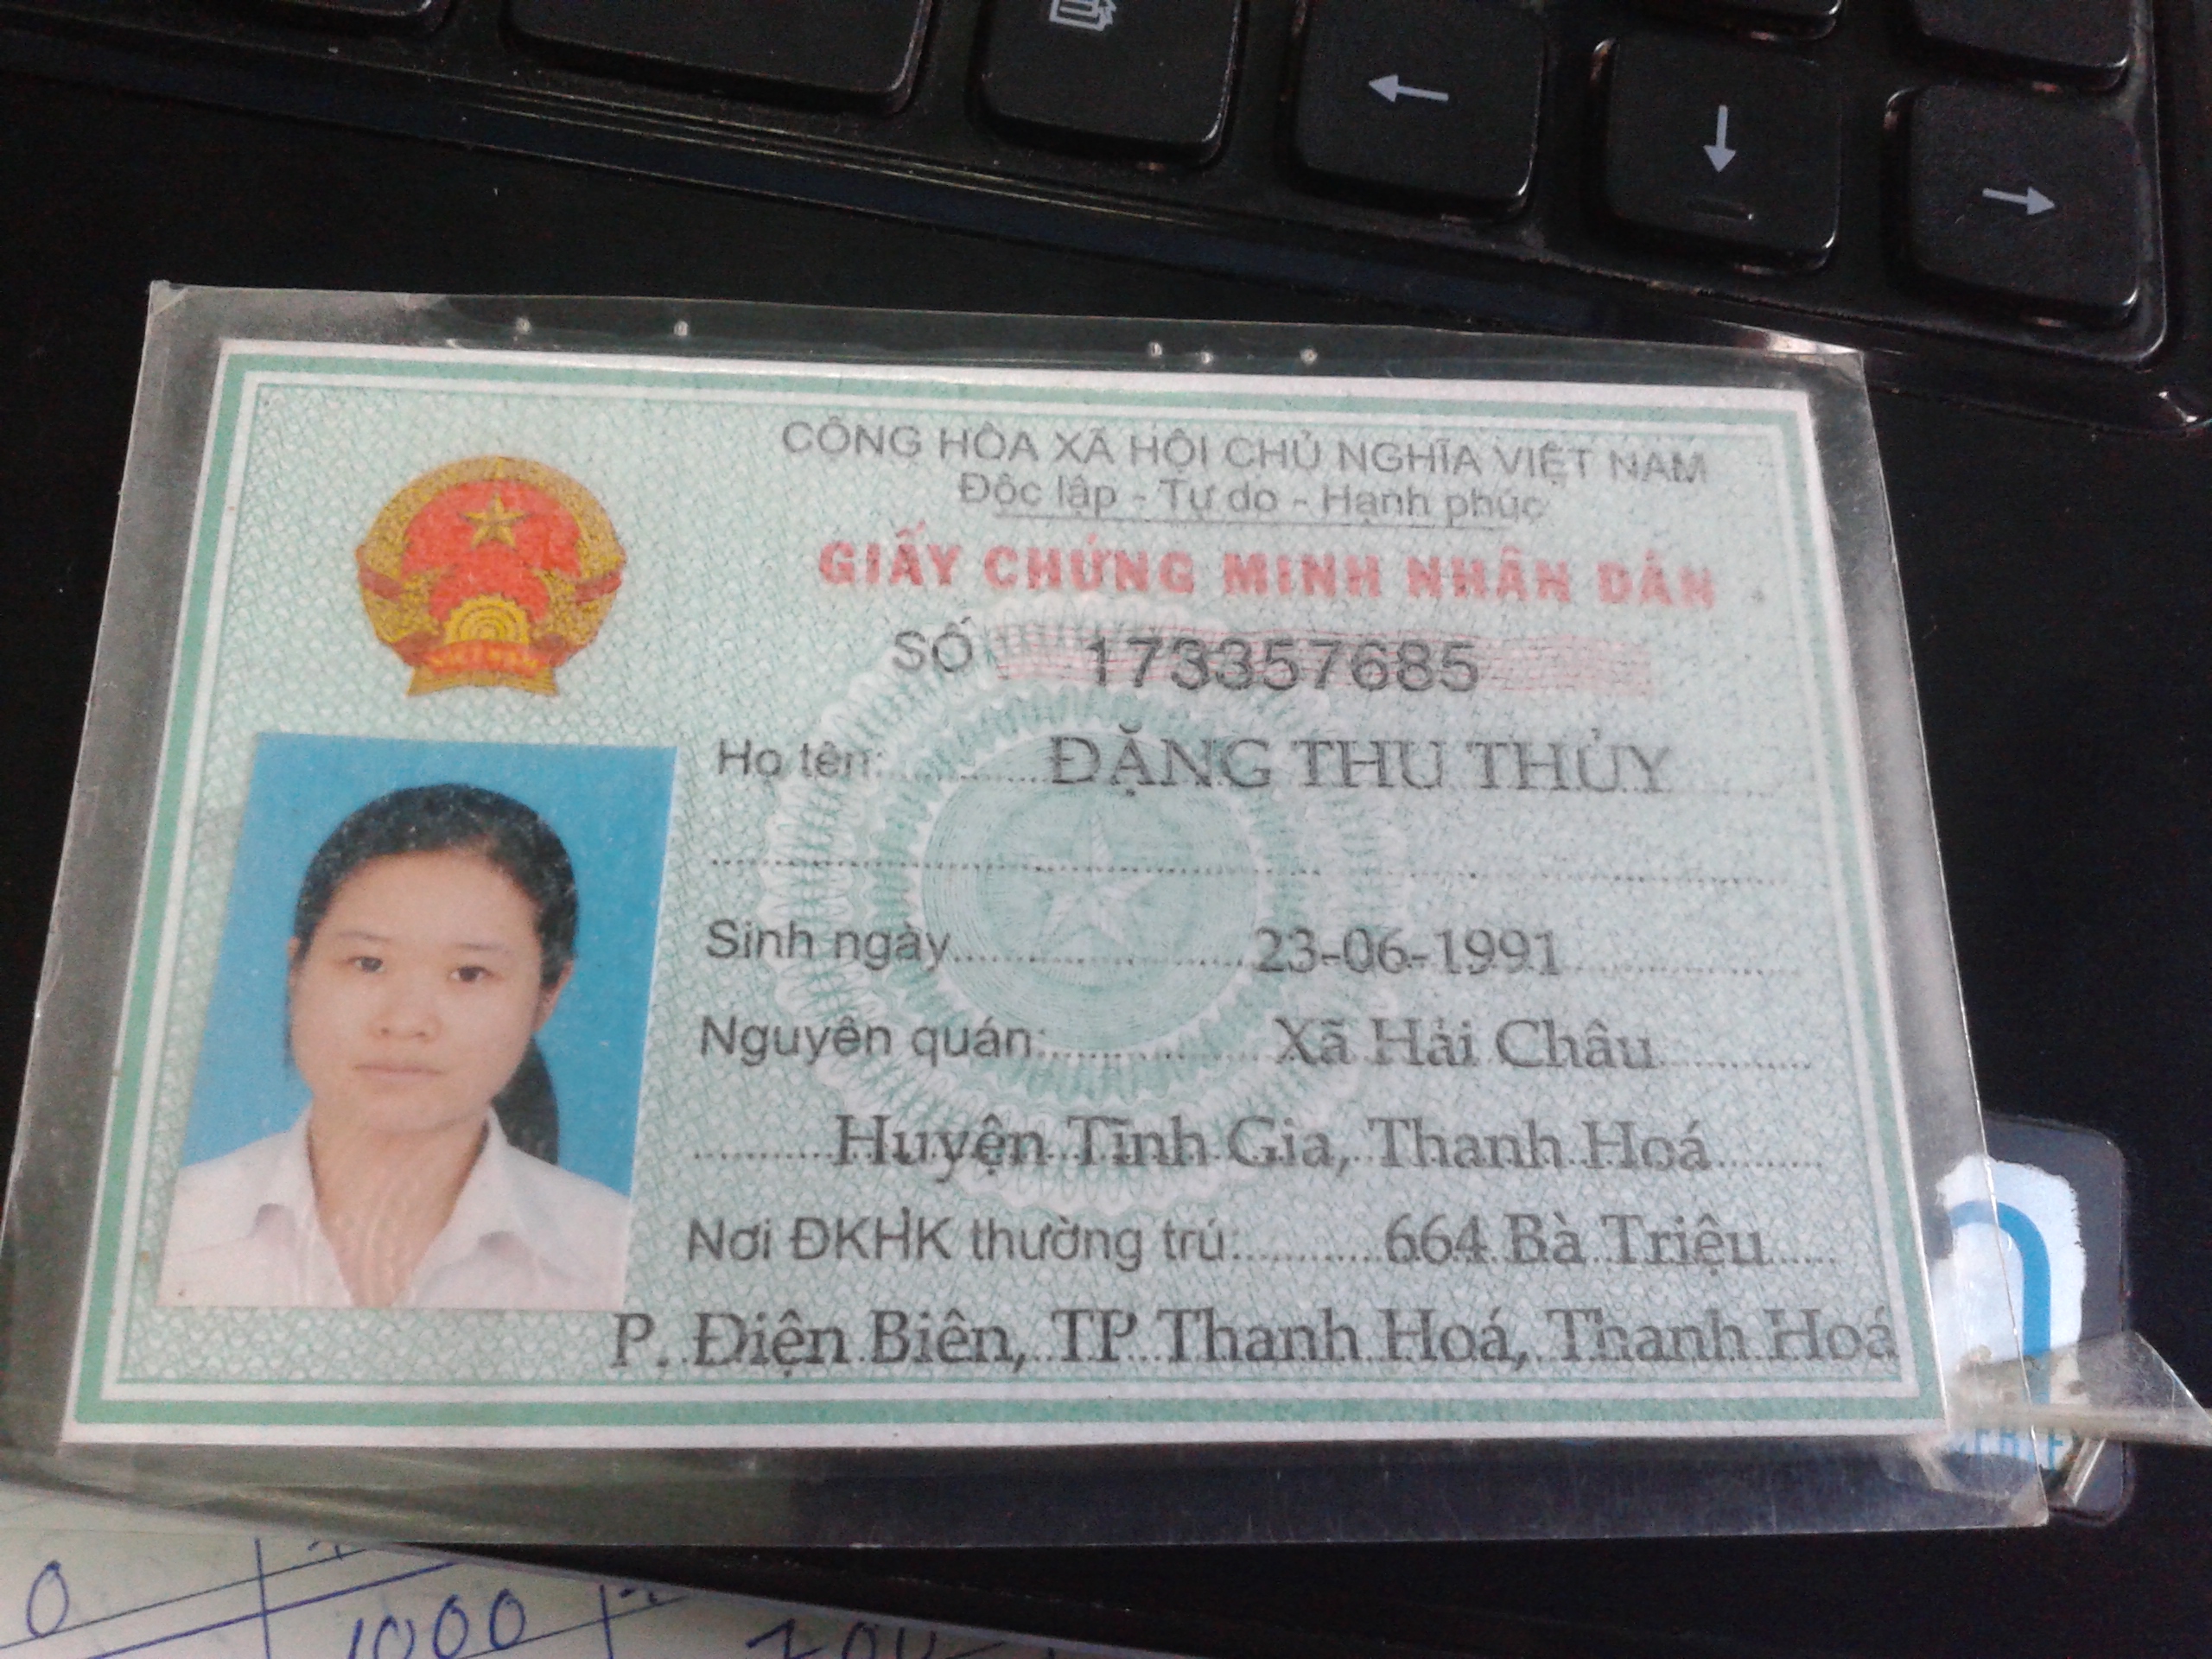 CỘNG HÒA XÃ HỘI CHỦ NGHĨA VIỆT NAM
Độc lập - Tự do - Hạnh phúc
GIẤY CHỨNG MINH NHÂN DÂN
SỐ 173357685
Họ tên: ĐẶNG THU THỦY
Sinh ngày 23-06-1991
Nguyên quán: Xã Hải Châu
Huyện Tĩnh Gia, Thanh Hoá
Nơi ĐKHK thường trú: 664 Bà Triệu
P. Điện Biên, TP Thanh Hoá, Thanh Hoá
0
1000